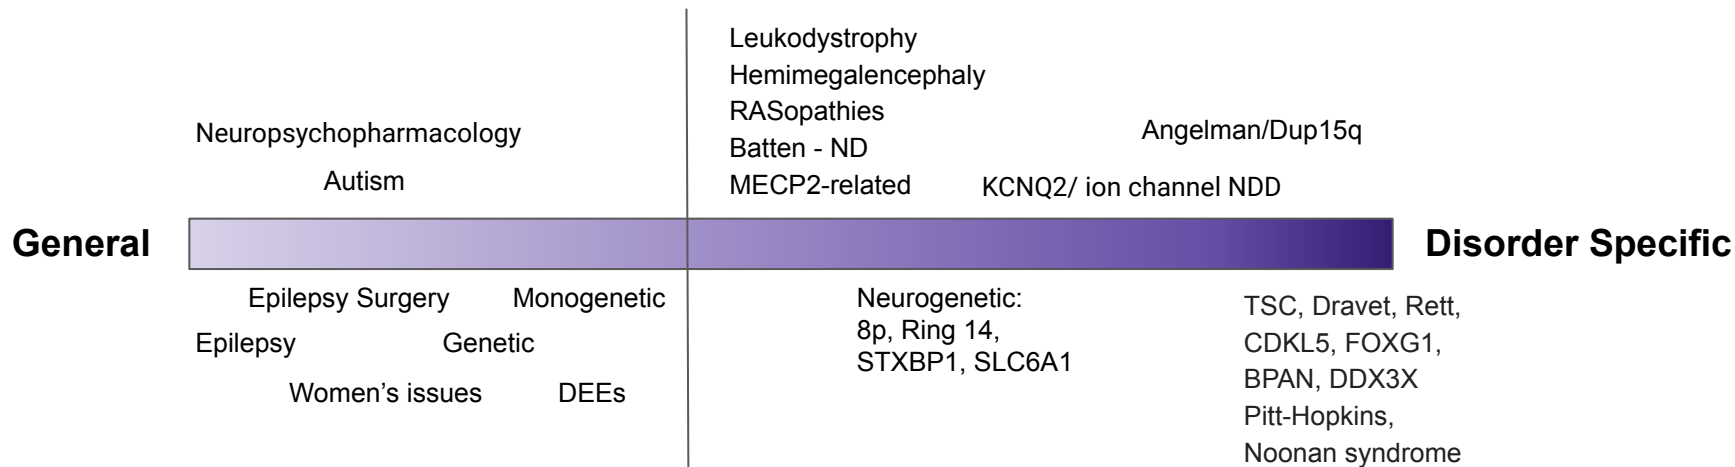 Leukodystrophy
Hemimegalencephaly
RASopathies
Batten - ND
MECP2-related
Neuropsychopharmacology
Autism
Angelman/Dup15q
KCNQ2/ ion channel NDD
General
Disorder Specific
Epilepsy Surgery
Monogenetic
Epilepsy
Genetic
Women’s issues
DEEs
Neurogenetic:
8p, Ring 14,
STXBP1, SLC6A1
TSC, Dravet, Rett,
CDKL5, FOXG1,
BPAN, DDX3X
Pitt-Hopkins,
Noonan syndrome